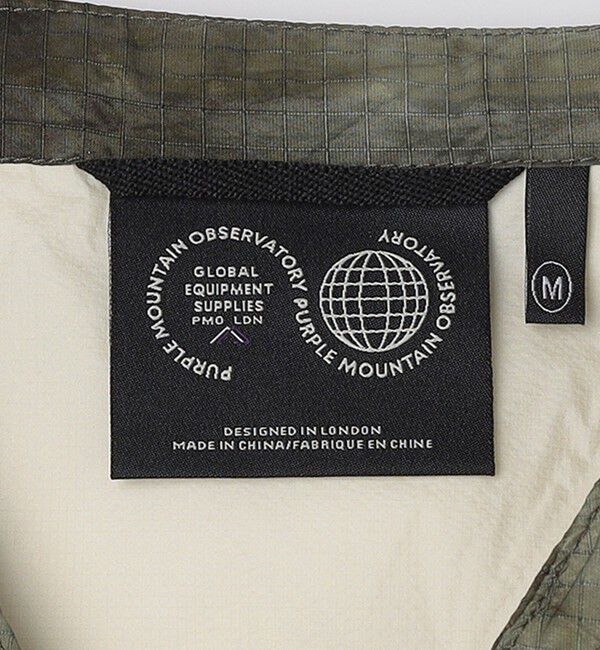 PURPLE MOUNTAIN OBSERVATORY PURPLE MOUNTAIN OBSERVATORY
GLOBAL
EQUIPMENT
SUPPLIES
PMO LDN
DESIGNED IN LONDON
MADE IN CHINA/FABRIQUE EN CHINE
M